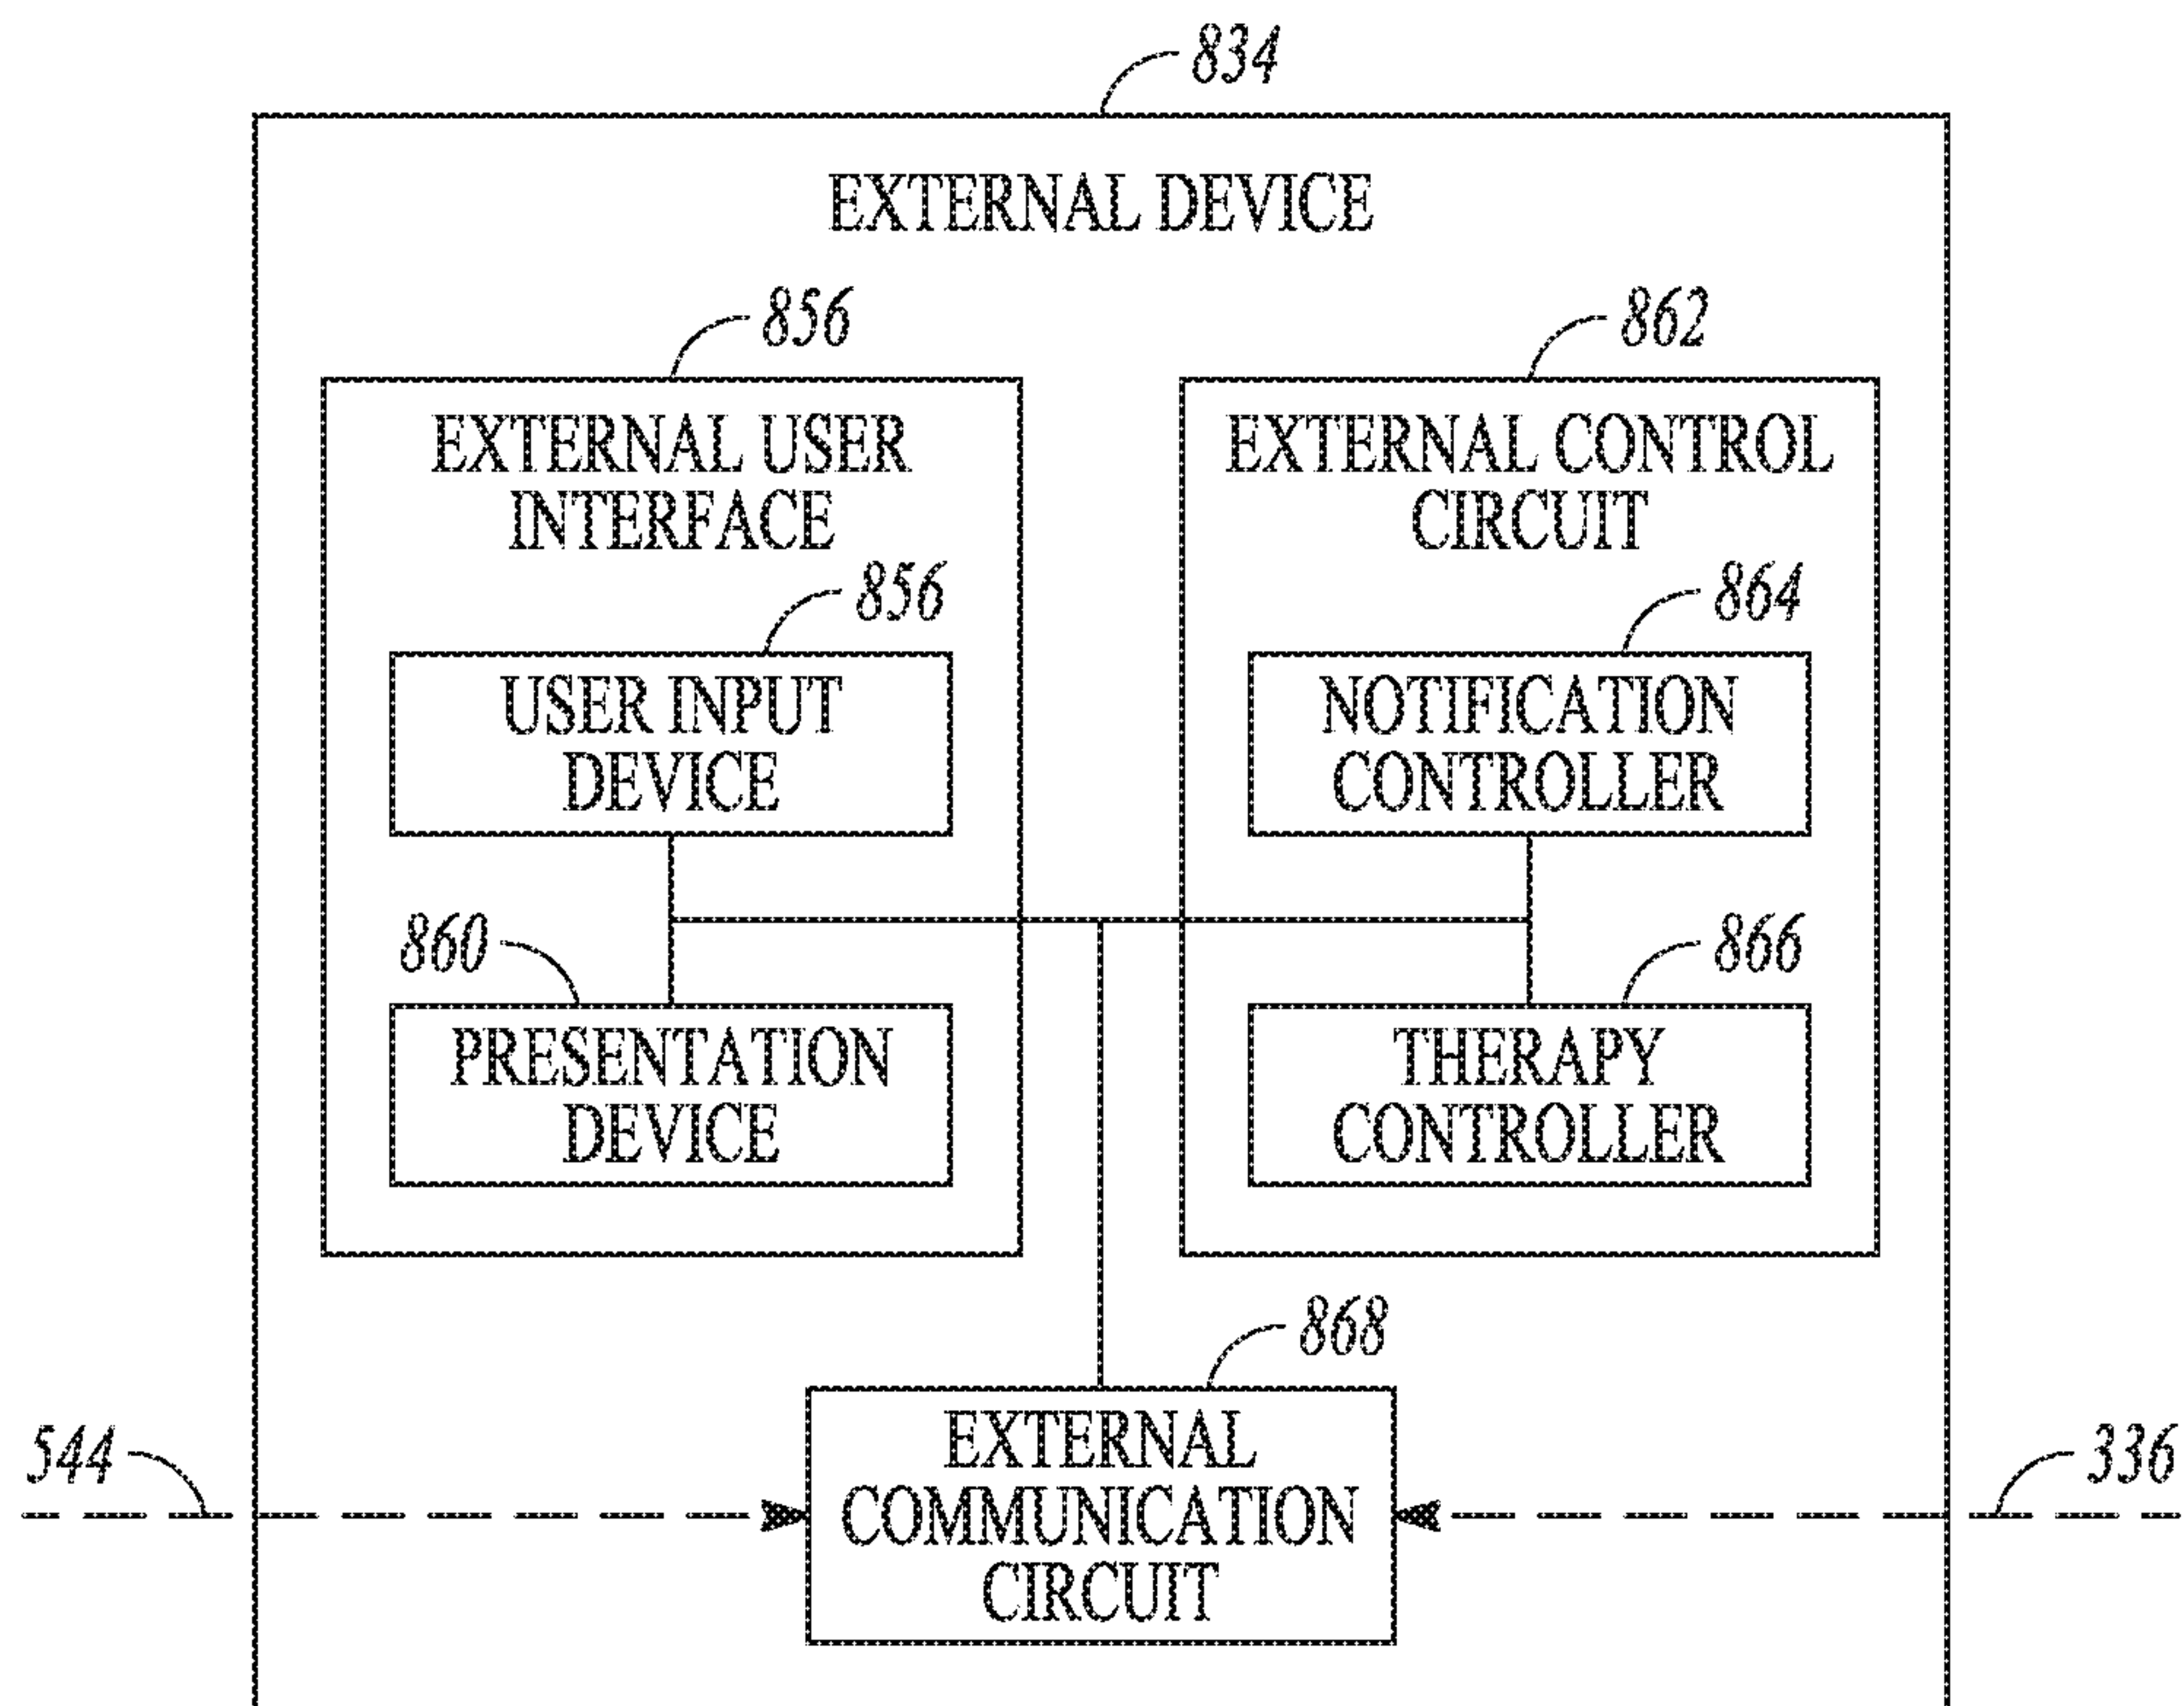 834
EXTERNAL DEVICE
856
862
EXTERNAL USER
INTERFACE
EXTERNAL CONTROL
CIRCUIT
856
864
USER INPUT
DEVICE
NOTIFICATION
CONTROLLER
860
866
PRESENTATION
DEVICE
THERAPY
CONTROLLER
868
544
EXTERNAL
COMMUNICATION
CIRCUIT
336